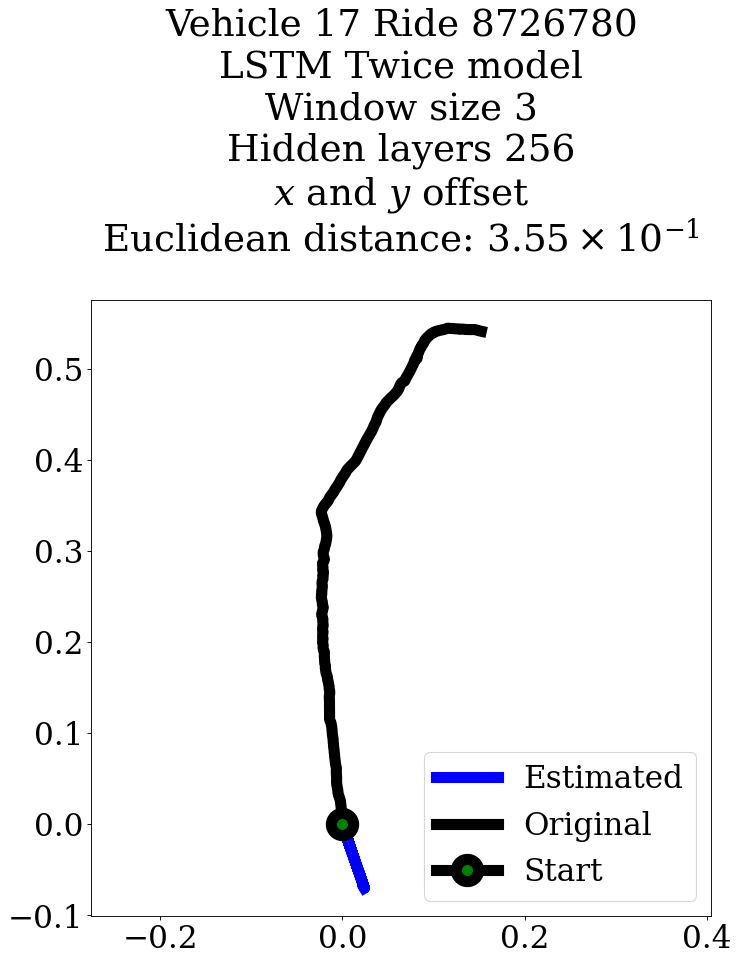 Vehicle 17 Ride 8726780
LSTM Twice model
Window size 3
Hidden layers 256
x and y offset
Euclidean distance: 3.55 × 10⁻¹
0.5
0.4
0.3
0.2
0.1
0.0
−0.1
−0.2
0.0
0.2
0.4
Estimated
Original
Start